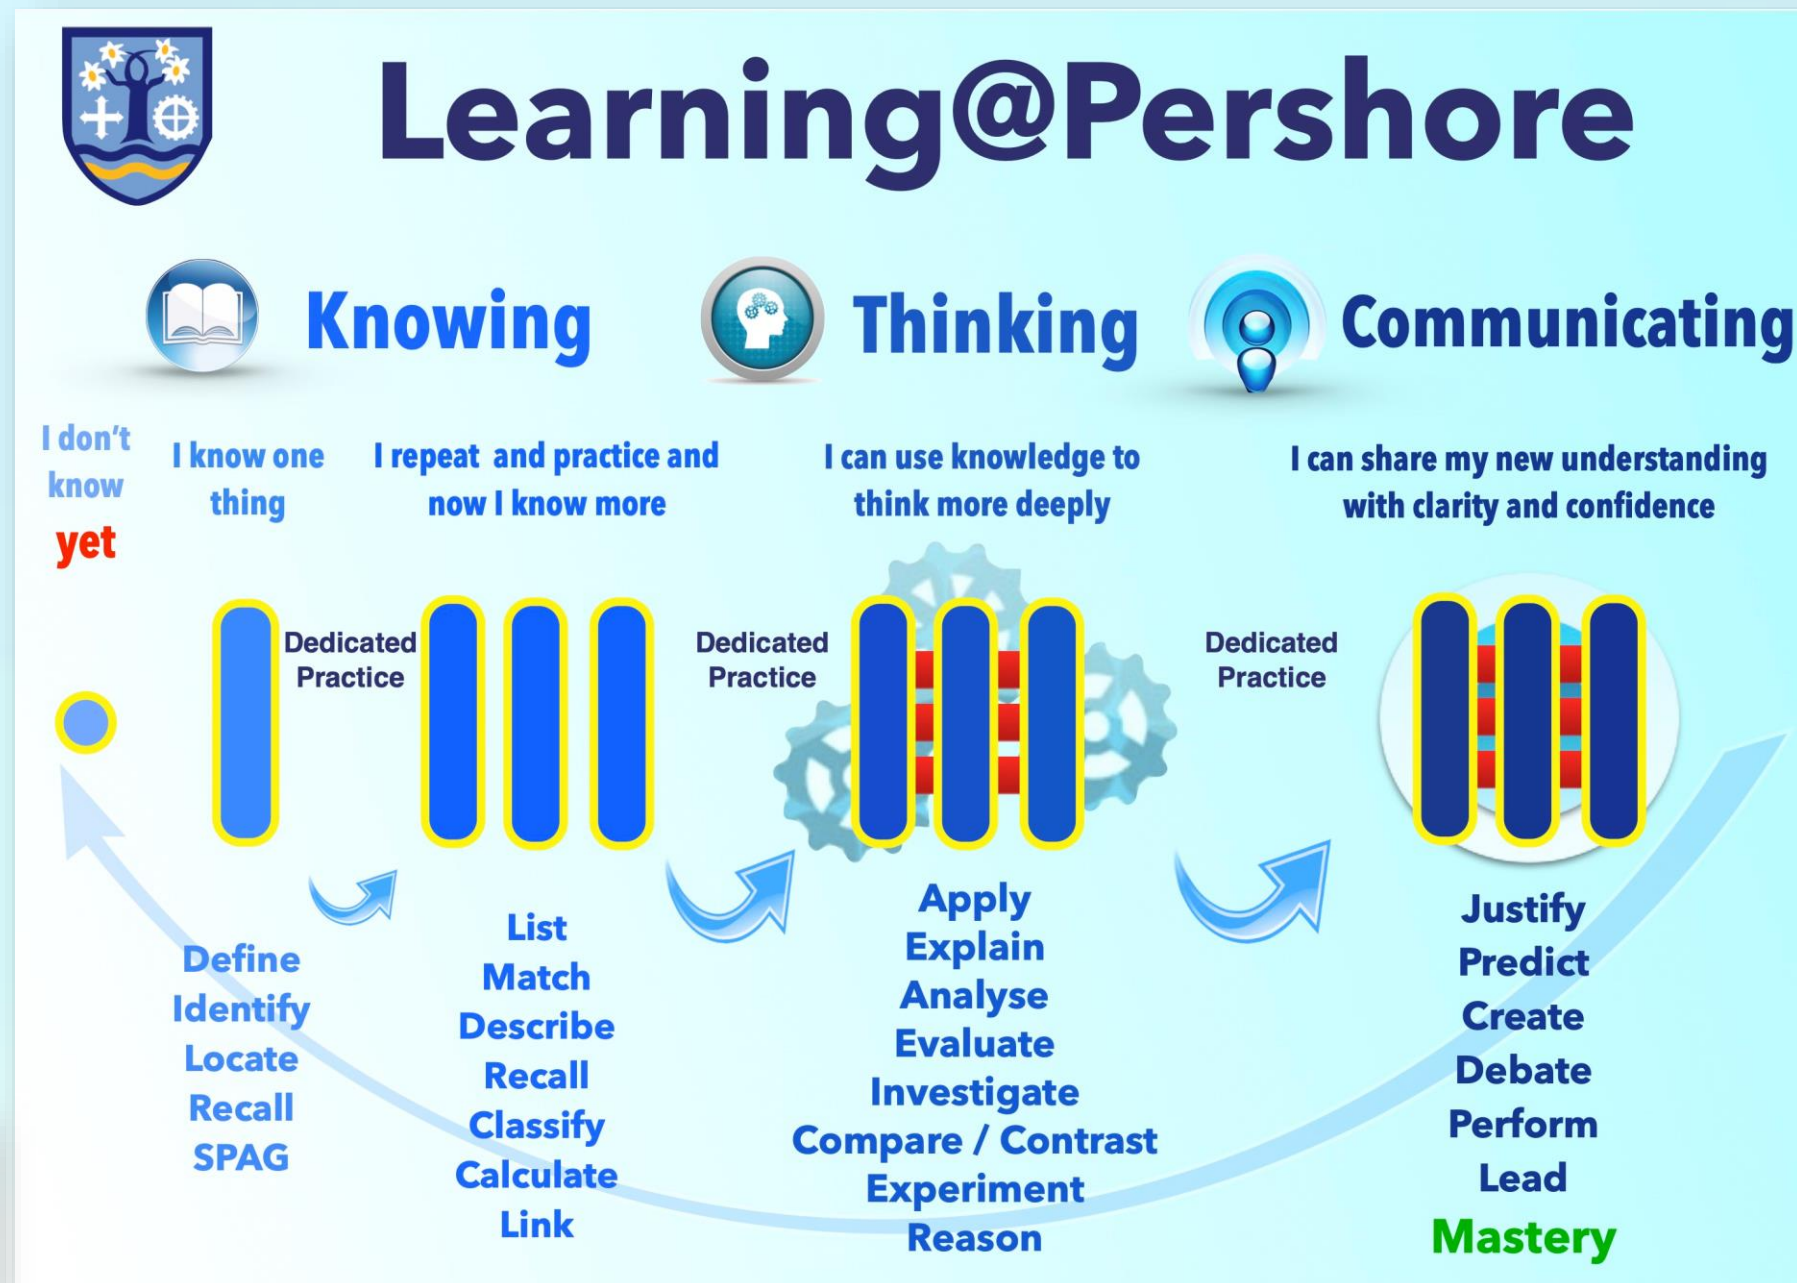 Learning@Pershore
Knowing
Thinking
Communicating
I don't
know
yet
I know one
thing
I repeat and practice and
now I know more
I can use knowledge to
think more deeply
I can share my new understanding
with clarity and confidence
Dedicated
Practice
Dedicated
Practice
Dedicated
Practice
Define
Identify
Locate
Recall
SPAG
List
Match
Describe
Recall
Classify
Calculate
Link
Apply
Explain
Analyse
Evaluate
Investigate
Compare / Contrast
Experiment
Reason
Justify
Predict
Create
Debate
Perform
Lead
Mastery